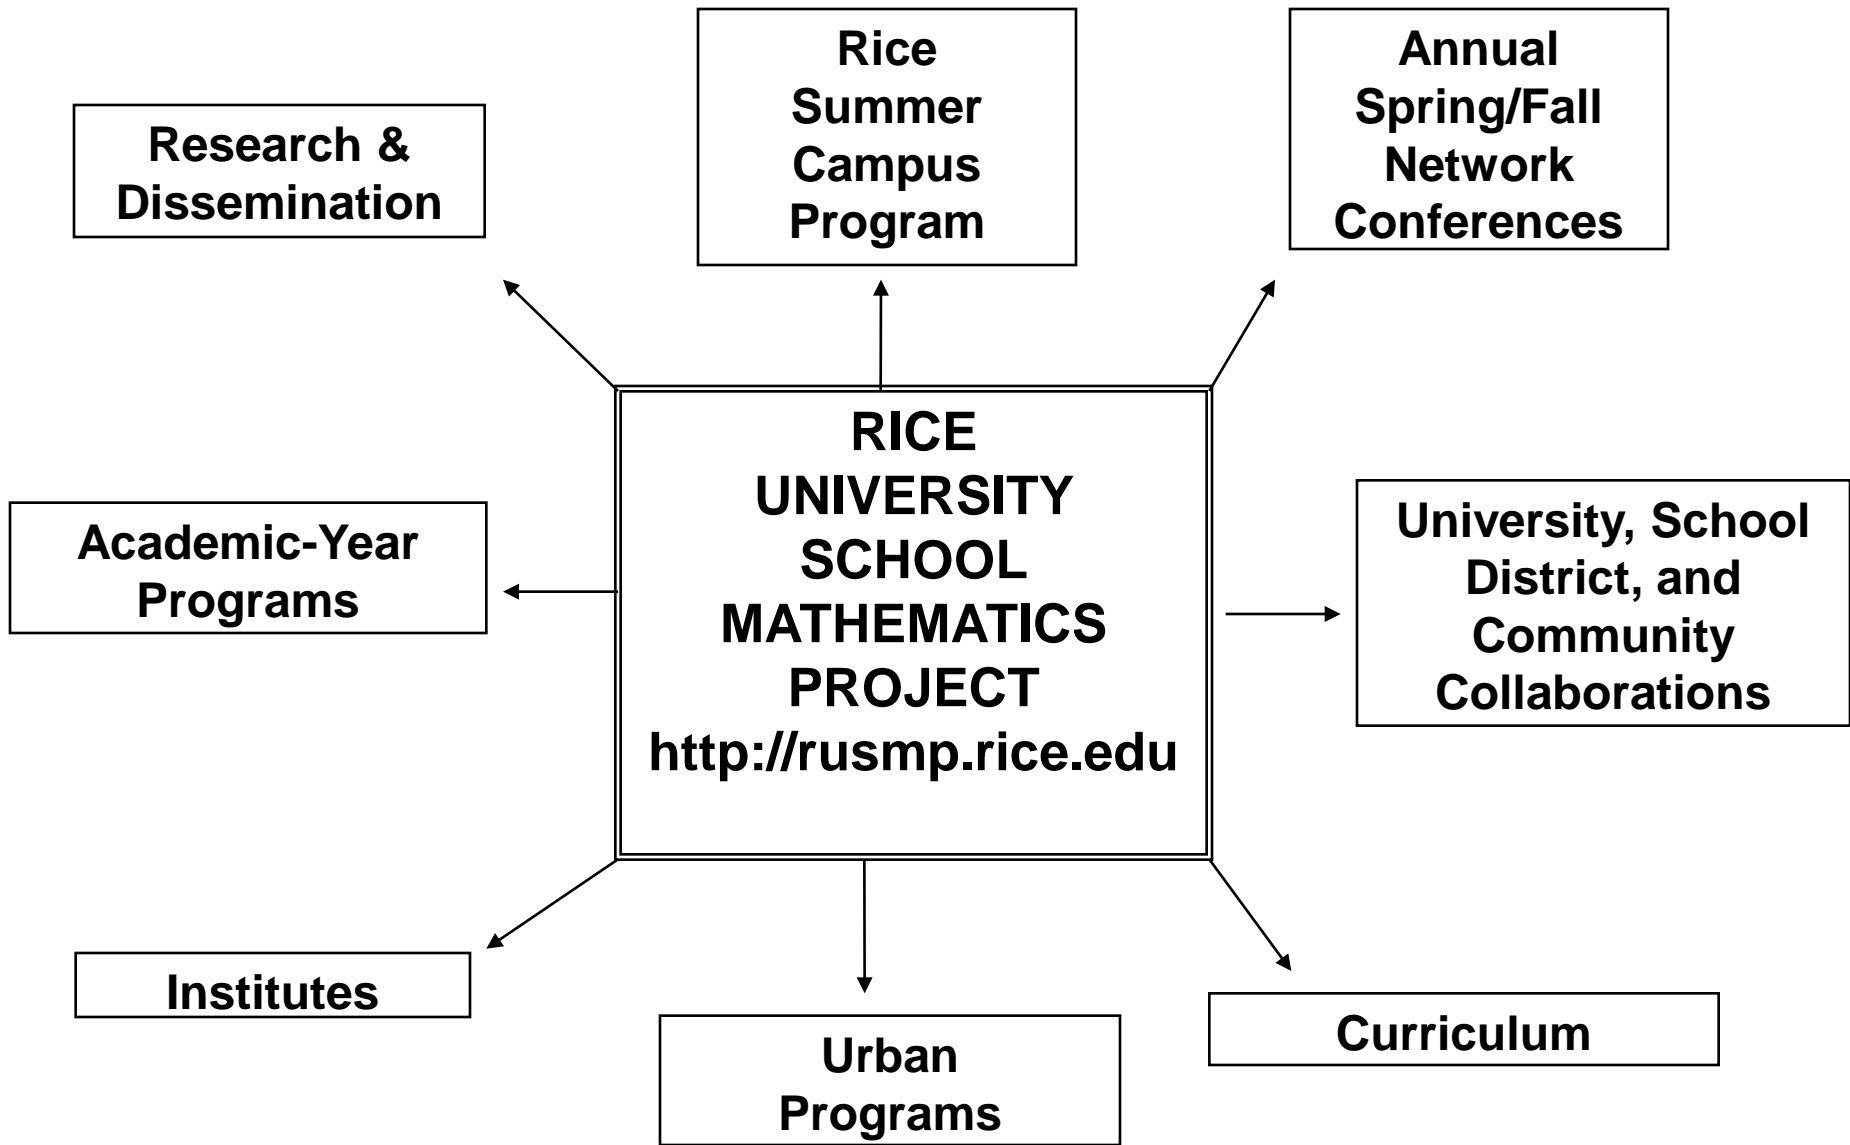 Rice
Summer
Campus
Program
Annual
Spring/Fall
Network
Conferences
Research &
Dissemination
RICE
UNIVERSITY
SCHOOL
MATHEMATICS
PROJECT
http://rusmp.rice.edu
Academic-Year
Programs
University, School
District, and
Community
Collaborations
Institutes
Urban
Programs
Curriculum